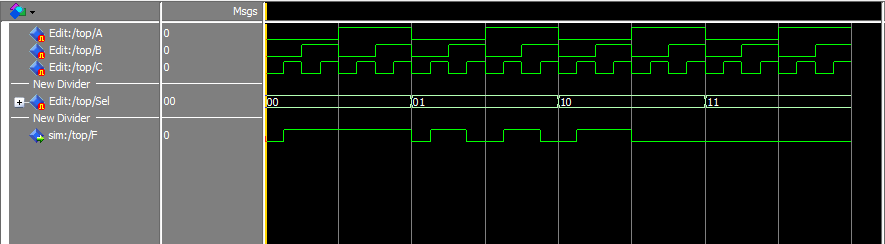 Msgs
Edit:/top/A 0
Edit:/top/B 0
Edit:/top/C 0
New Divider
Edit:/top/Sel 00 00 01 10 11
New Divider
sim:/top/F 0